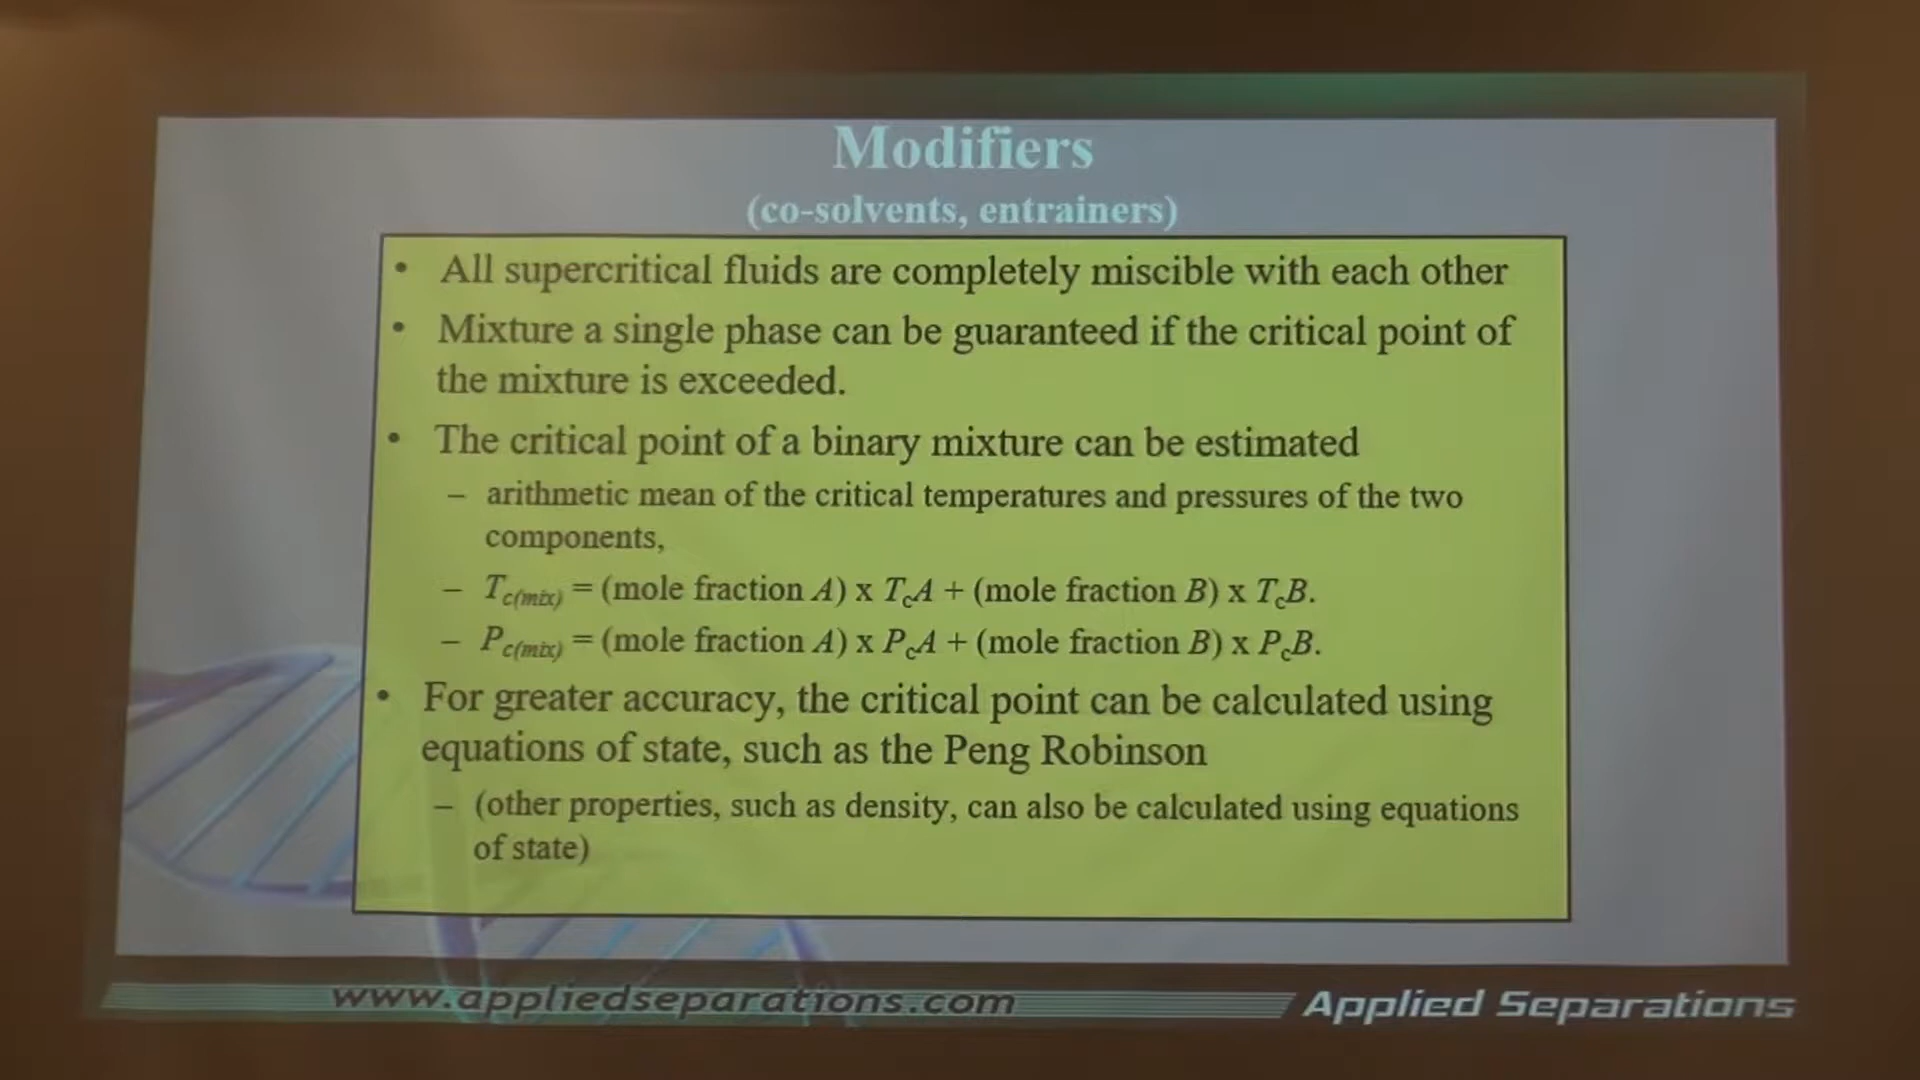 Modifiers
(co-solvents, entrainers)
• All supercritical fluids are completely miscible with each other
• Mixture a single phase can be guaranteed if the critical point of
the mixture is exceeded.
• The critical point of a binary mixture can be estimated
– arithmetic mean of the critical temperatures and pressures of the two
components,
– Tc(mix) = (mole fraction A) x TcA + (mole fraction B) x TcB.
– Pc(mix) = (mole fraction A) x PcA + (mole fraction B) x PcB.
• For greater accuracy, the critical point can be calculated using
equations of state, such as the Peng Robinson
– (other properties, such as density, can also be calculated using equations
of state)
www.appliedseparations.com
Applied Separations